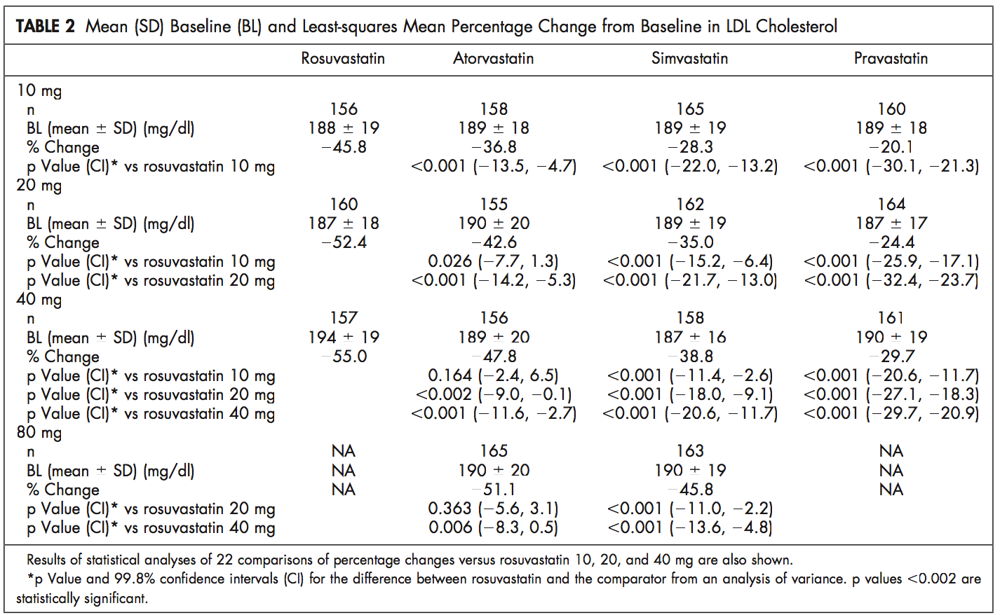 TABLE 2 Mean (SD) Baseline (BL) and Least-squares Mean Percentage Change from Baseline in LDL Cholesterol
Rosuvastatin Atorvastatin Simvastatin Pravastatin
10 mg
n 156 158 165 160
BL (mean ± SD) (mg/dl) 188 ± 19 189 ± 18 189 ± 19 189 ± 18
% Change −45.8 −36.8 −28.3 −20.1
p Value (CI)* vs rosuvastatin 10 mg <0.001 (−13.5, −4.7) <0.001 (−22.0, −13.2) <0.001 (−30.1, −21.3)
20 mg
n 160 155 162 164
BL (mean ± SD) (mg/dl) 187 ± 18 190 ± 20 189 ± 19 187 ± 17
% Change −52.4 −42.6 −35.0 −24.4
p Value (CI)* vs rosuvastatin 10 mg 0.026 (−7.7, 1.3) <0.001 (−15.2, −6.4) <0.001 (−25.9, −17.1)
p Value (CI)* vs rosuvastatin 20 mg <0.001 (−14.2, −5.3) <0.001 (−21.7, −13.0) <0.001 (−32.4, −23.7)
40 mg
n 157 156 158 161
BL (mean ± SD) (mg/dl) 194 ± 19 189 ± 20 187 ± 16 190 ± 19
% Change −55.0 −47.8 −38.8 −29.7
p Value (CI)* vs rosuvastatin 10 mg 0.164 (−2.4, 6.5) <0.001 (−11.4, −2.6) <0.001 (−20.6, −11.7)
p Value (CI)* vs rosuvastatin 20 mg <0.002 (−9.0, −0.1) <0.001 (−18.0, −9.1) <0.001 (−27.1, −18.3)
p Value (CI)* vs rosuvastatin 40 mg <0.001 (−11.6, −2.7) <0.001 (−20.6, −11.7) <0.001 (−29.7, −20.9)
80 mg
n NA 165 163 NA
BL (mean ± SD) (mg/dl) NA 190 ± 20 190 ± 19 NA
% Change NA −51.1 −45.8 NA
p Value (CI)* vs rosuvastatin 20 mg 0.363 (−5.6, 3.1) <0.001 (−11.0, −2.2)
p Value (CI)* vs rosuvastatin 40 mg 0.006 (−8.3, 0.5) <0.001 (−13.6, −4.8)
Results of statistical analyses of 22 comparisons of percentage changes versus rosuvastatin 10, 20, and 40 mg are also shown.
*p Value and 99.8% confidence intervals (CI) for the difference between rosuvastatin and the comparator from an analysis of variance. p values <0.002 are
statistically significant.